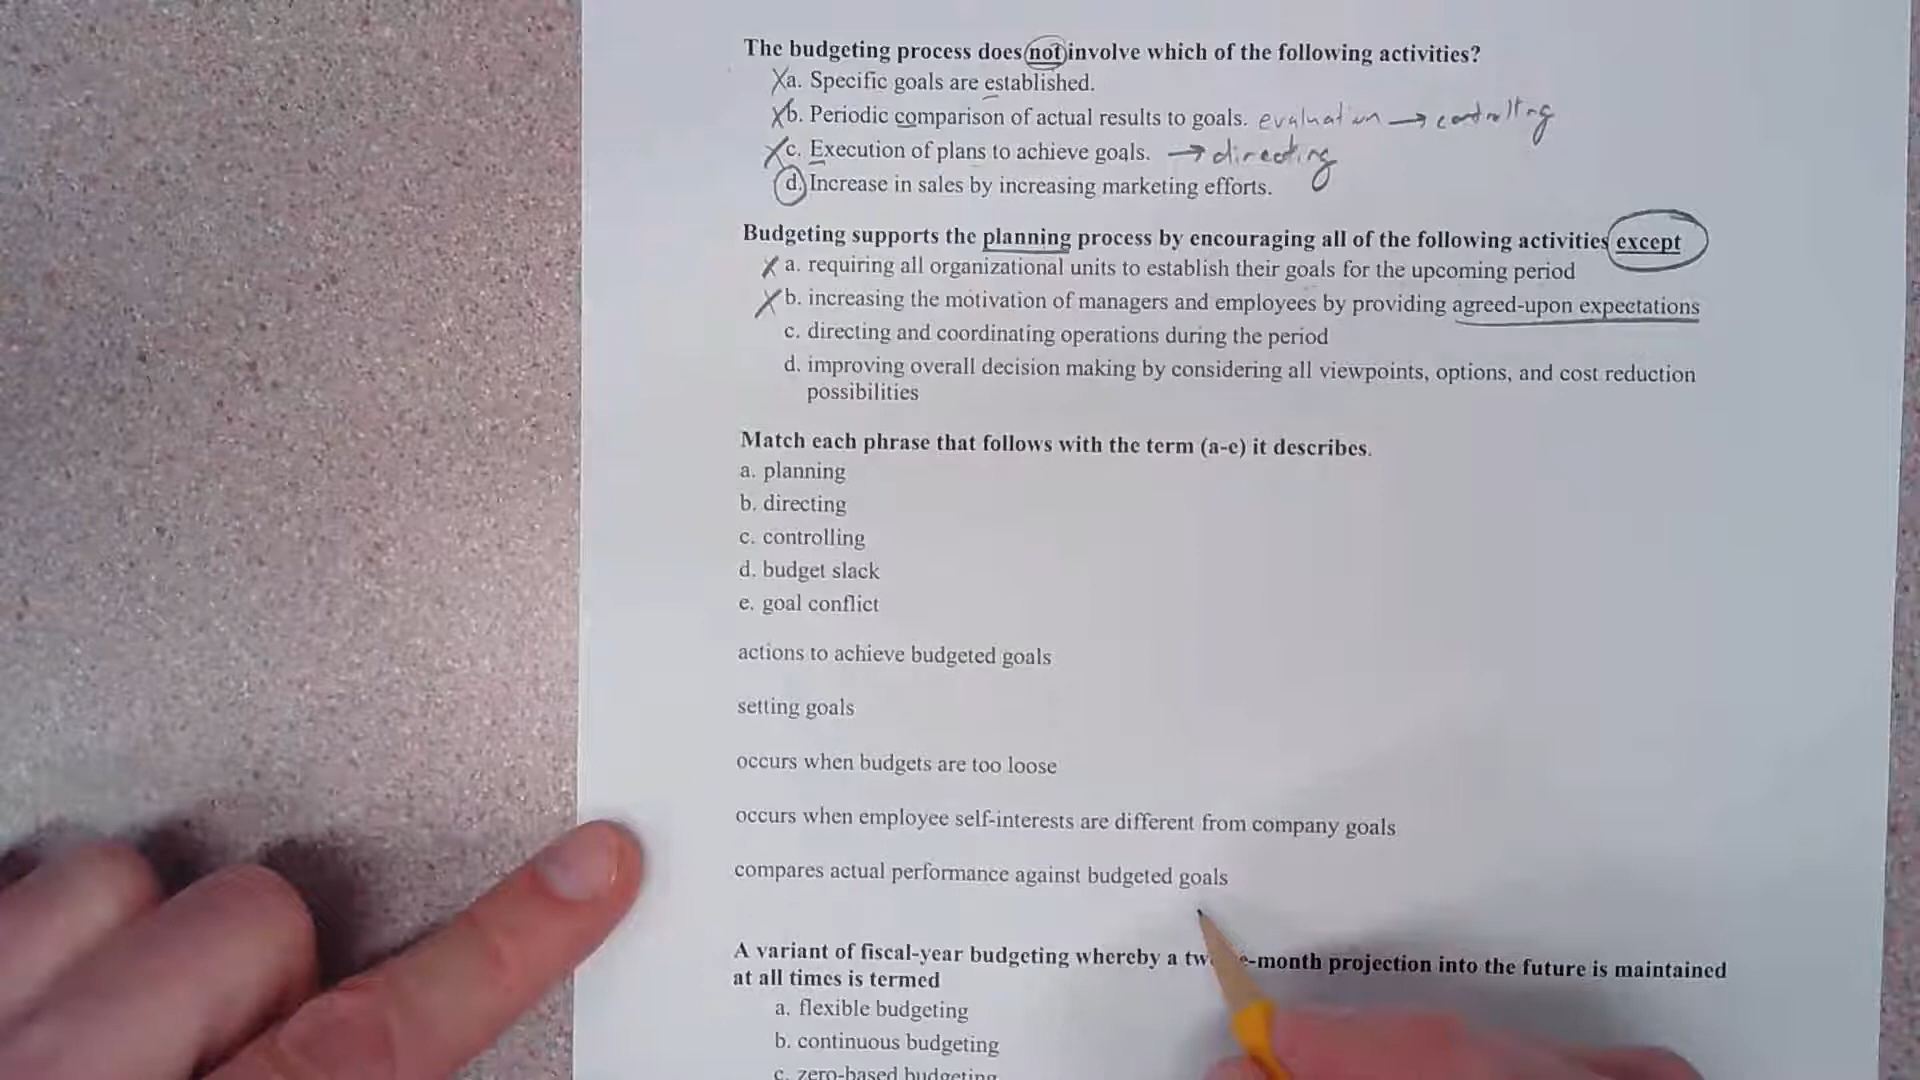 The budgeting process does not involve which of the following activities?
a. Specific goals are established.
b. Periodic comparison of actual results to goals. evaluation → controlling
c. Execution of plans to achieve goals. → directing
d. Increase in sales by increasing marketing efforts.
Budgeting supports the planning process by encouraging all of the following activities except
a. requiring all organizational units to establish their goals for the upcoming period
b. increasing the motivation of managers and employees by providing agreed-upon expectations
c. directing and coordinating operations during the period
d. improving overall decision making by considering all viewpoints, options, and cost reduction
possibilities
Match each phrase that follows with the term (a-e) it describes.
a. planning
b. directing
c. controlling
d. budget slack
e. goal conflict
actions to achieve budgeted goals
setting goals
occurs when budgets are too loose
occurs when employee self-interests are different from company goals
compares actual performance against budgeted goals
A variant of fiscal-year budgeting whereby a e-month projection into the future is maintained
at all times is termed
a. flexible budgeting
b. continuous budgeting
c. zero-based budgeting